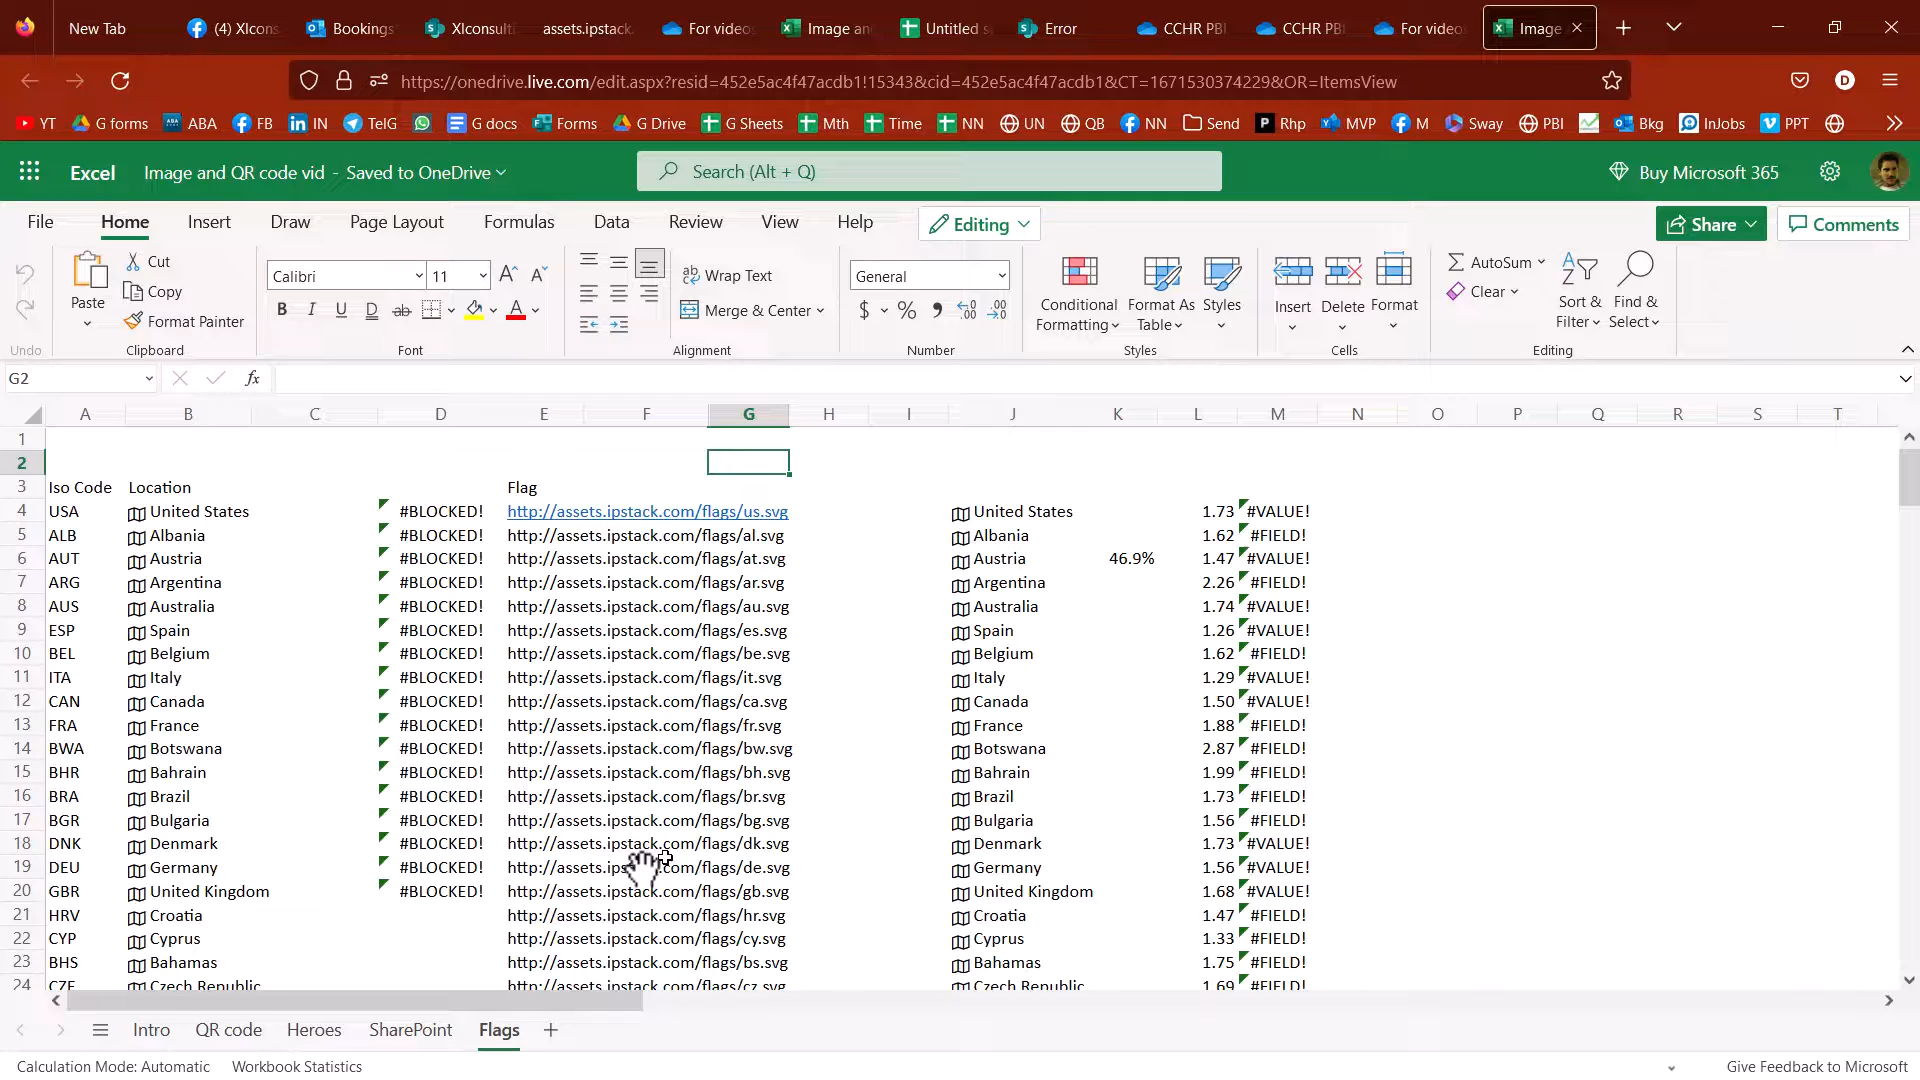 New Tab (4) Xlcons Bookings Xlconsulti assets.ipstack. For video Image an Untitled s Error CCHR PBI CCHR PBI For video Image
https://onedrive.live.com/edit.aspx?resid=452e5ac4f47acdb1!15343&cid=452e5ac4f47acdb1&CT=1671530374229&OR=ItemsView D
YT G forms ABA FB IN TelG G docs Forms G Drive G Sheets Mth Time NN UN QB NN Send Rhp MVP M Sway PBI Bkg InJobs PPT
Excel Image and QR code vid - Saved to OneDrive Search (Alt + Q) Buy Microsoft 365
File Home Insert Draw Page Layout Formulas Data Review View Help Editing Share Comments
Paste Cut Copy Format Painter Calibri 11 B I U D ab Wrap Text Merge & Center General $ % Conditional Formatting Format As Table Styles Insert Delete Format AutoSum Clear Sort & Filter Find & Select
Undo Clipboard Font Alignment Number Styles Cells Editing
G2 fx
A B C D E F G H I J K L M N O P Q R S T
1
2
3 Iso Code Location Flag
4 USA United States #BLOCKED! http://assets.ipstack.com/flags/us.svg United States 1.73 #VALUE!
5 ALB Albania #BLOCKED! http://assets.ipstack.com/flags/al.svg Albania 1.62 #FIELD!
6 AUT Austria #BLOCKED! http://assets.ipstack.com/flags/at.svg Austria 46.9% 1.47 #VALUE!
7 ARG Argentina #BLOCKED! http://assets.ipstack.com/flags/ar.svg Argentina 2.26 #FIELD!
8 AUS Australia #BLOCKED! http://assets.ipstack.com/flags/au.svg Australia 1.74 #VALUE!
9 ESP Spain #BLOCKED! http://assets.ipstack.com/flags/es.svg Spain 1.26 #VALUE!
10 BEL Belgium #BLOCKED! http://assets.ipstack.com/flags/be.svg Belgium 1.62 #FIELD!
11 ITA Italy #BLOCKED! http://assets.ipstack.com/flags/it.svg Italy 1.29 #VALUE!
12 CAN Canada #BLOCKED! http://assets.ipstack.com/flags/ca.svg Canada 1.50 #VALUE!
13 FRA France #BLOCKED! http://assets.ipstack.com/flags/fr.svg France 1.88 #FIELD!
14 BWA Botswana #BLOCKED! http://assets.ipstack.com/flags/bw.svg Botswana 2.87 #FIELD!
15 BHR Bahrain #BLOCKED! http://assets.ipstack.com/flags/bh.svg Bahrain 1.99 #FIELD!
16 BRA Brazil #BLOCKED! http://assets.ipstack.com/flags/br.svg Brazil 1.73 #FIELD!
17 BGR Bulgaria #BLOCKED! http://assets.ipstack.com/flags/bg.svg Bulgaria 1.56 #FIELD!
18 DNK Denmark #BLOCKED! http://assets.ipstack.com/flags/dk.svg Denmark 1.73 #VALUE!
19 DEU Germany #BLOCKED! http://assets.ipstack.com/flags/de.svg Germany 1.56 #VALUE!
20 GBR United Kingdom #BLOCKED! http://assets.ipstack.com/flags/gb.svg United Kingdom 1.68 #VALUE!
21 HRV Croatia http://assets.ipstack.com/flags/hr.svg Croatia 1.47 #FIELD!
22 CYP Cyprus http://assets.ipstack.com/flags/cy.svg Cyprus 1.33 #FIELD!
23 BHS Bahamas http://assets.ipstack.com/flags/bs.svg Bahamas 1.75 #FIELD!
24 CZE Czech Republic http://assets.ipstack.com/flags/cz.svg Czech Republic 1.69 #FIELD!
Intro QR code Heroes SharePoint Flags
Calculation Mode: Automatic Workbook Statistics Give Feedback to Microsoft